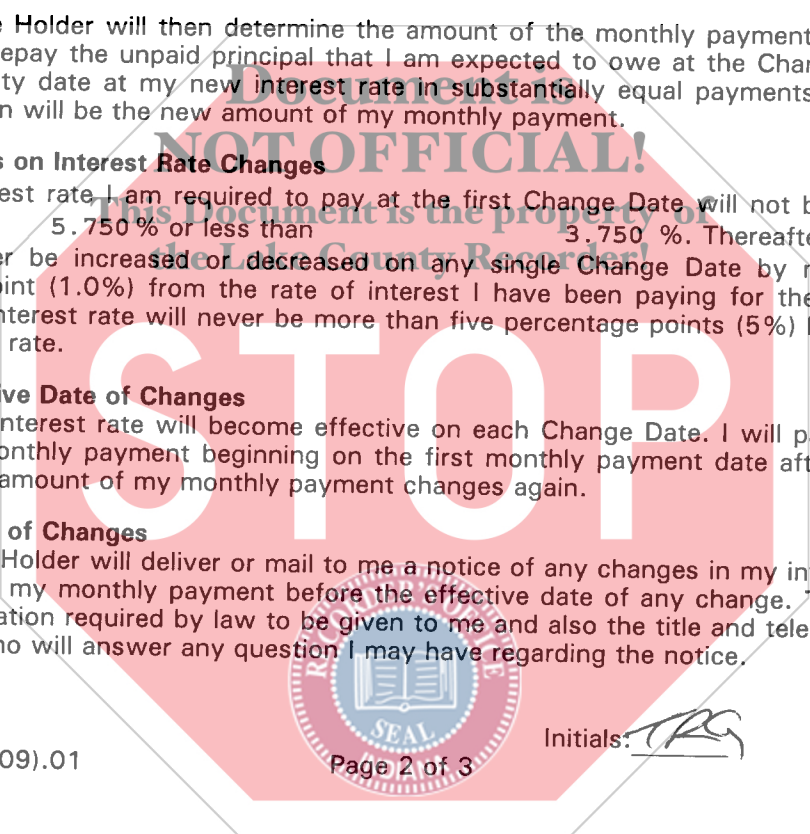 Holder will then determine the amount of the monthly payment
epay the unpaid principal that I am expected to owe at the Chan
ty date at my new interest rate in substantially equal payments
n will be the new amount of my monthly payment.
Document is
NOT OFFICIAL!
This Document is the property of
the Lake County Recorder!
s on Interest Rate Changes
est rate I am required to pay at the first Change Date will not b
5.750 % or less than 3.750 %. Thereafte
er be increased or decreased on any single Change Date by
int (1.0%) from the rate of interest I have been paying for the
nterest rate will never be more than five percentage points (5%)
rate.
STOP
ive Date of Changes
nterest rate will become effective on each Change Date. I will p
onthly payment beginning on the first monthly payment date aft
amount of my monthly payment changes again.
of Changes
Holder will deliver or mail to me a notice of any changes in my in
my monthly payment before the effective date of any change.
ation required by law to be given to me and also the title and tele
no will answer any question I may have regarding the notice.
RECORDER'S OFFICE
SEAL
INDIANA
Initials: TRG
09).01
Page 2 of 3